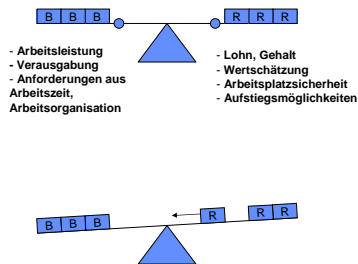 B B B R R R
- Arbeitsleistung
- Verausgabung
- Anforderungen aus
Arbeitszeit,
Arbeitsorganisation
- Lohn, Gehalt
- Wertschätzung
- Arbeitsplatzsicherheit
- Aufstiegsmöglichkeiten
B B B R R R